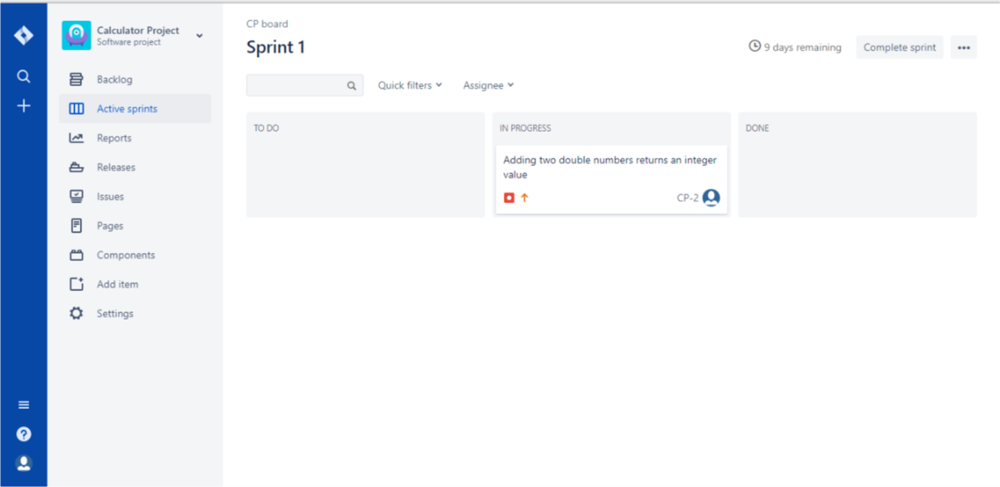 Calculator Project
Software project
Backlog
Active sprints
Reports
Releases
Issues
Pages
Components
Add item
Settings
CP board
Sprint 1
9 days remaining
Complete sprint
Quick filters
Assignee
TO DO
IN PROGRESS
Adding two double numbers returns an integer
value
CP-2
DONE